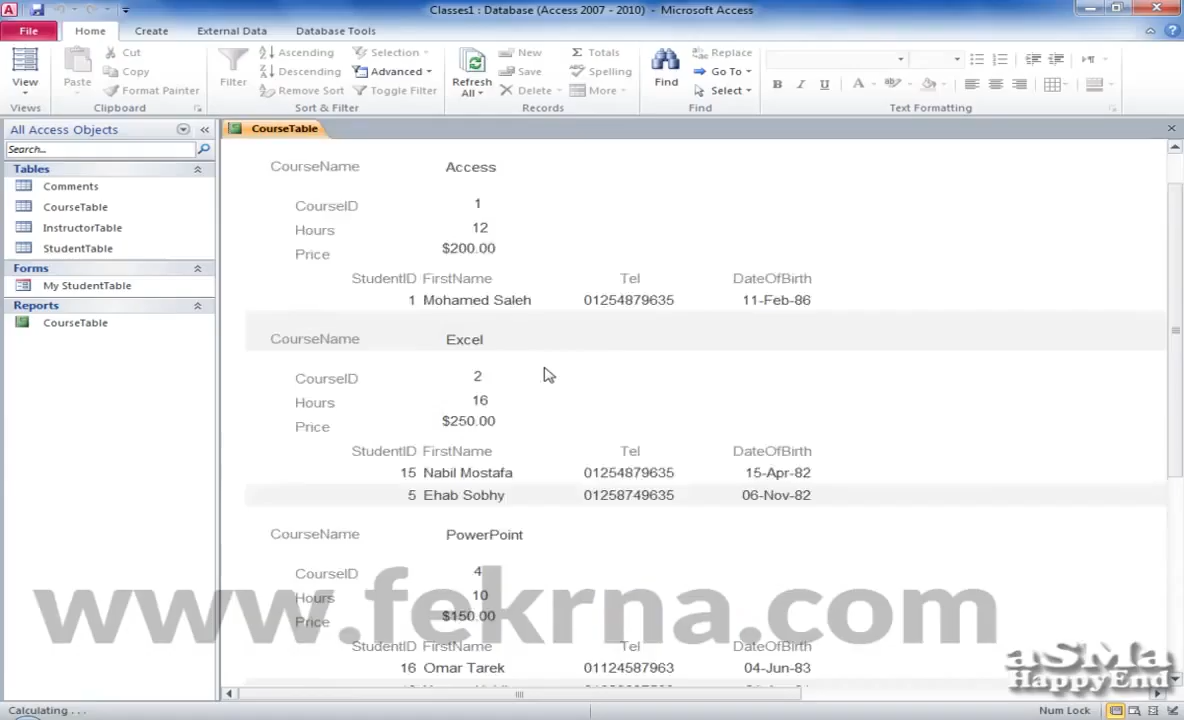 Classes1 : Database (Access 2007 - 2010) - Microsoft Access
File Home Create External Data Database Tools
View
Views
Paste
Cut
Copy
Format Painter
Clipboard
Filter
Ascending
Descending
Remove Sort
Selection
Advanced
Toggle Filter
Sort & Filter
Refresh
All
New
Save
Delete
Totals
Spelling
More
Records
Find
Replace
Go To
Select
Find
B I U
A
ab
Text Formatting
All Access Objects
Search...
Tables
Comments
CourseTable
InstructorTable
StudentTable
Forms
My StudentTable
Reports
CourseTable
CourseTable
CourseName Access
CourseID 1
Hours 12
Price $200.00
StudentID FirstName Tel DateOfBirth
1 Mohamed Saleh 01254879635 11-Feb-86
CourseName Excel
CourseID 2
Hours 16
Price $250.00
StudentID FirstName Tel DateOfBirth
15 Nabil Mostafa 01254879635 15-Apr-82
5 Ehab Sobhy 01258749635 06-Nov-82
CourseName PowerPoint
CourseID 4
Hours 10
Price $150.00
StudentID FirstName Tel DateOfBirth
16 Omar Tarek 01124587963 04-Jun-83
www.fekrna.com
aSMa
HappyEnd
Calculating . . .
Num Lock